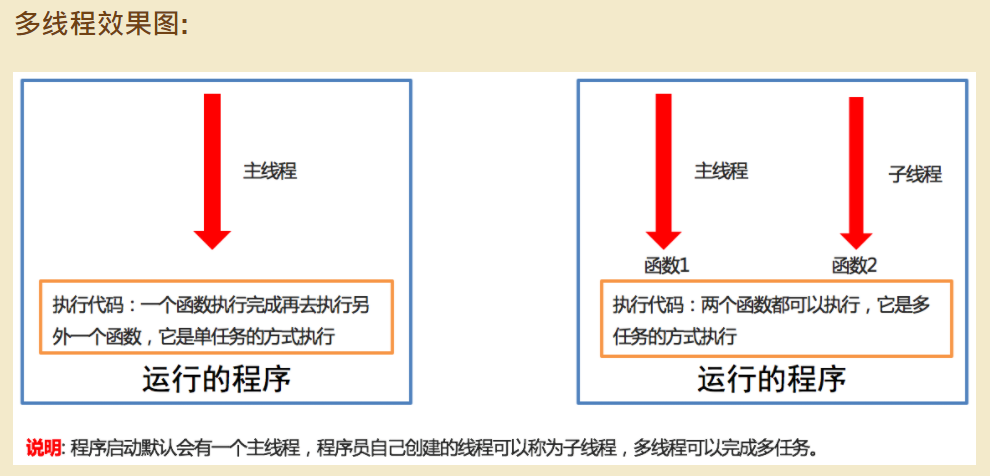 多线程效果图:
主线程
执行代码：一个函数执行完成再去执行另
外一个函数，它是单任务的方式执行
运行的程序
主线程
子线程
函数1
函数2
执行代码：两个函数都可以执行，它是多
任务的方式执行
运行的程序
说明: 程序启动默认会有一个主线程，程序员自己创建的线程可以称为子线程，多线程可以完成多任务。